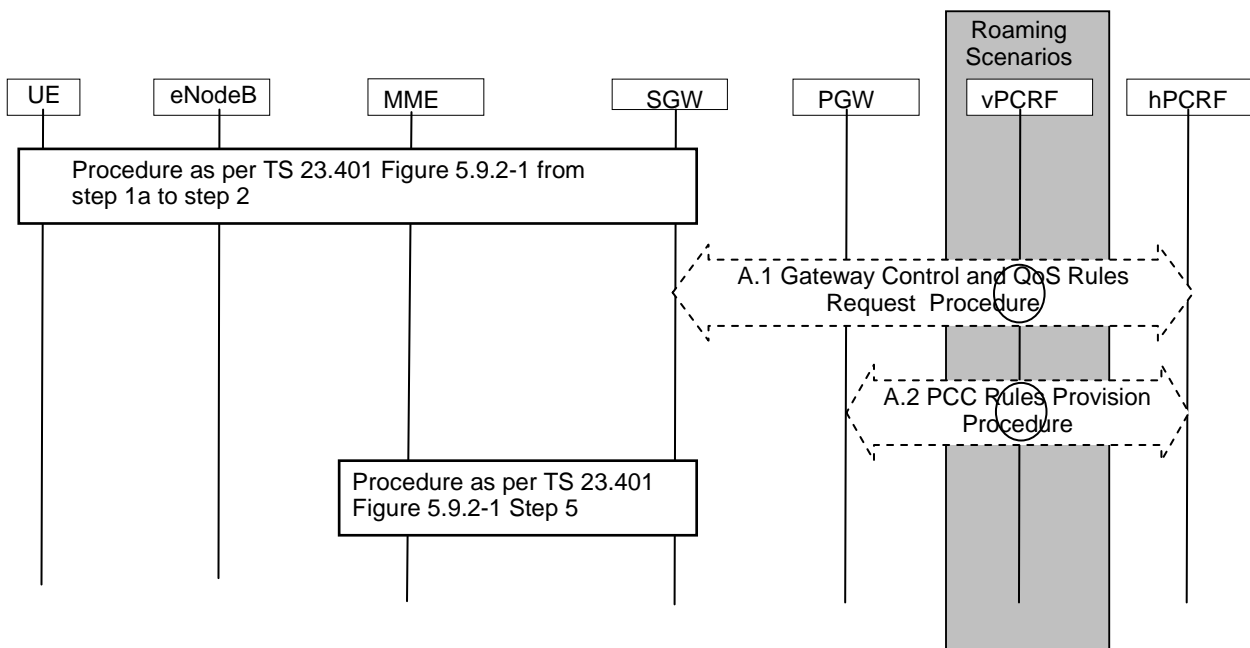 Roaming
Scenarios
UE
eNodeB
MME
SGW
PGW
vPCRF
hPCRF
Procedure as per TS 23.401 Figure 5.9.2-1 from
step 1a to step 2
A.1 Gateway Control and QoS Rules
Request Procedure
A.2 PCC Rules Provision
Procedure
Procedure as per TS 23.401
Figure 5.9.2-1 Step 5